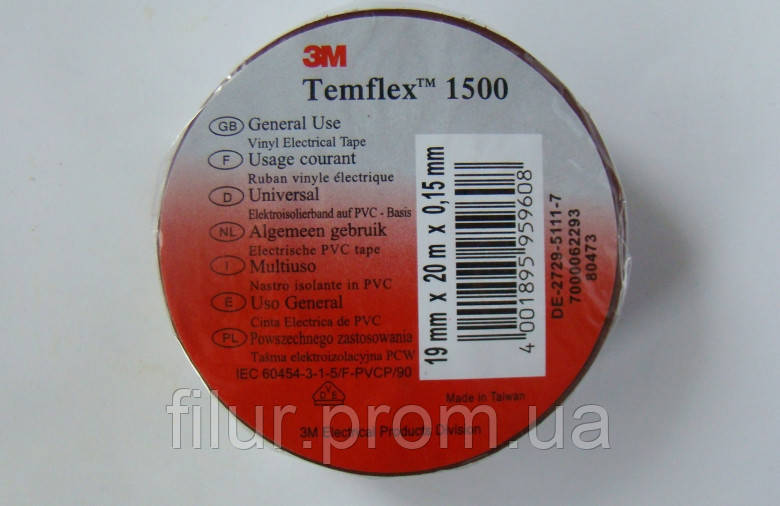 3M
Temflex™ 1500
GB General Use
Vinyl Electrical Tape
F Usage courant
Ruban vinyle électrique
D Universal
Elektroisolierband auf PVC - Basis
NL Algemeen gebruik
Electrische PVC tape
I Multiuso
Nastro isolante in PVC
E Uso General
Cinta Electrica de PVC
PL Powszechnego zastosowania
Taśma elektroizolacyjna PCW
IEC 60454-3-1-5/F-PVCP/90
VDE
3M Electrical Products Division
19 mm x 20 m x 0,15 mm
4 001895 959608
DE-2729-5111-7
7000062293
80473
Made in Taiwan
filur.prom.ua